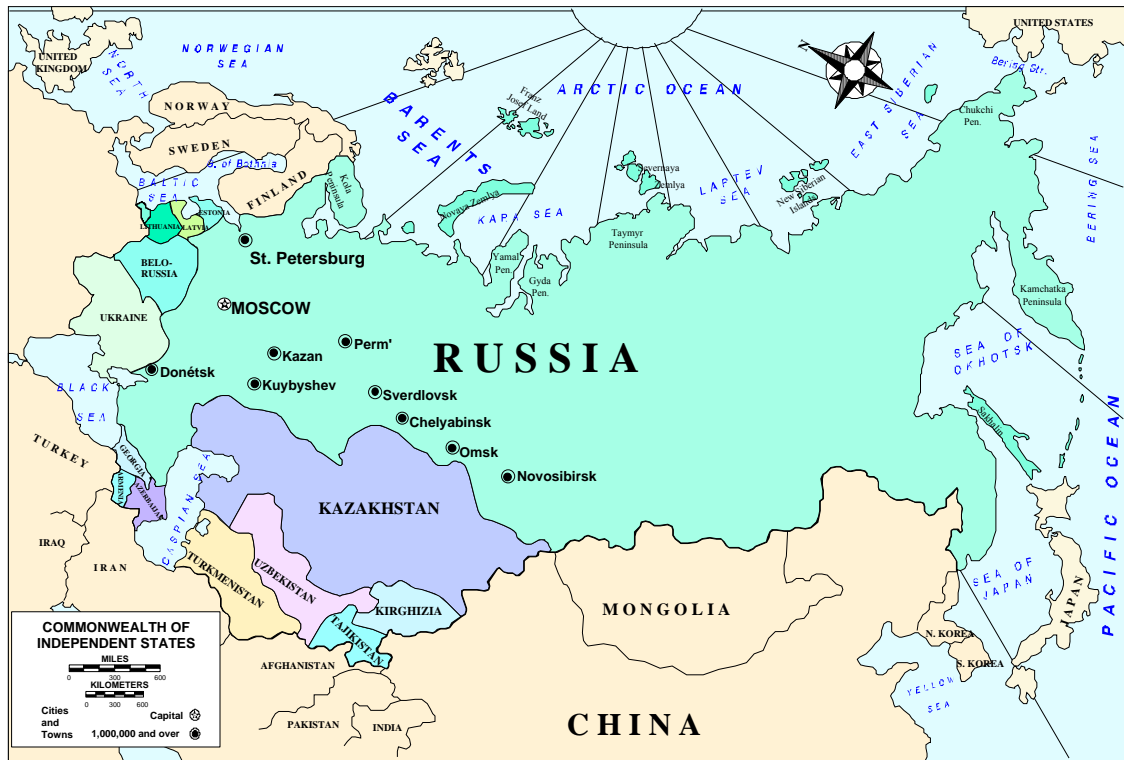 UNITED STATES
UNITED
KINGDOM
NORTH
SEA
NORWEGIAN
SEA
N
Bering Str.
ARCTIC OCEAN
Franz
Josef Land
BARENTS
SEA
EAST SIBERIAN
SEA
NORWAY
SWEDEN
G. of Botania
FINLAND
BALTIC
SEA
Kola
Peninsula
Novaya Zemlya
KAPA SEA
Severnaya
Zemlya
LAPTEV
SEA
New Siberian
Islands
Chukchi
Pen.
BERING SEA
ESTONIA
LATVIA
LITHUANIA
BELO-
RUSSIA
UKRAINE
St. Petersburg
MOSCOW
Yamal
Pen.
Gyda
Pen.
Taymyr
Peninsula
Kamchatka
Peninsula
SEA OF
OKHOTSK
Sakhalin
PACIFIC OCEAN
RUSSIA
Perm'
Kazan
Donétsk
Kuybyshev
Sverdlovsk
Chelyabinsk
Omsk
Novosibirsk
BLACK
SEA
TURKEY
GEORGIA
ARMENIA
AZERBAIJAN
CASPIAN SEA
KAZAKHSTAN
UZBEKISTAN
TURKMENISTAN
KIRGHIZIA
TAJIKISTAN
IRAQ
IRAN
AFGHANISTAN
PAKISTAN
INDIA
MONGOLIA
CHINA
N. KOREA
S. KOREA
SEA OF
JAPAN
JAPAN
YELLOW
SEA
COMMONWEALTH OF
INDEPENDENT STATES
MILES
0 300 600
KILOMETERS
0 300 600
Cities
and
Towns
Capital
1,000,000 and over